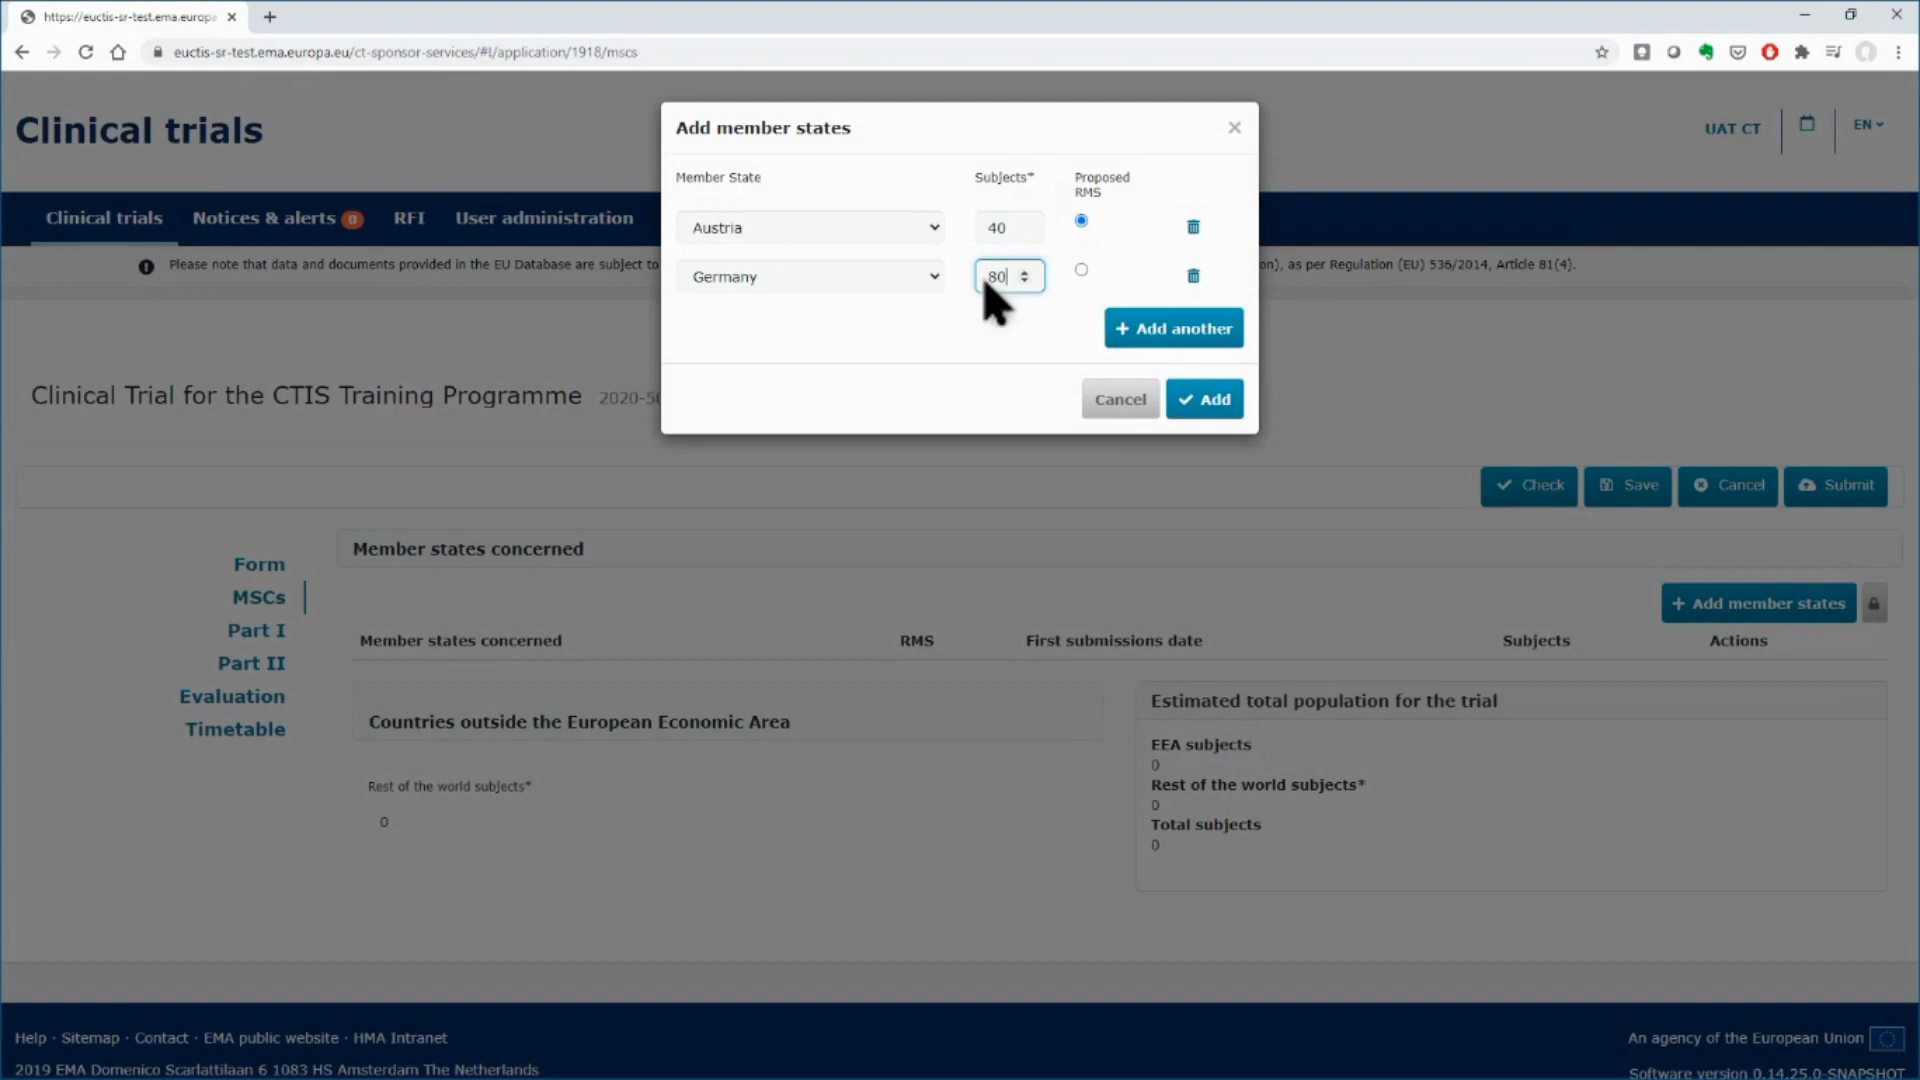 https://euctis-sr-test.ema.europa
euctis-sr-test.ema.europa.eu/ct-sponsor-services/#/application/1918/mscs
Clinical trials
UAT CT
EN
Clinical trials
Notices & alerts 0
RFI
User administration
Please note that data and documents provided in the EU Database are subject to
on), as per Regulation (EU) 536/2014, Article 81(4).
Add member states
Member State
Subjects*
Proposed
RMS
Austria
40
Germany
80
+ Add another
Cancel
Add
Clinical Trial for the CTIS Training Programme
Check
Save
Cancel
Submit
Form
MSCs
Part I
Part II
Evaluation
Timetable
Member states concerned
+ Add member states
Member states concerned
RMS
First submissions date
Subjects
Actions
Countries outside the European Economic Area
Rest of the world subjects*
0
Estimated total population for the trial
EEA subjects
0
Rest of the world subjects*
0
Total subjects
0
Help · Sitemap · Contact · EMA public website · HMA Intranet
An agency of the European Union
2019 EMA Domenico Scarlattilaan 6 1083 HS Amsterdam The Netherlands
Software version 0.14.25.0-SNAPSHOT